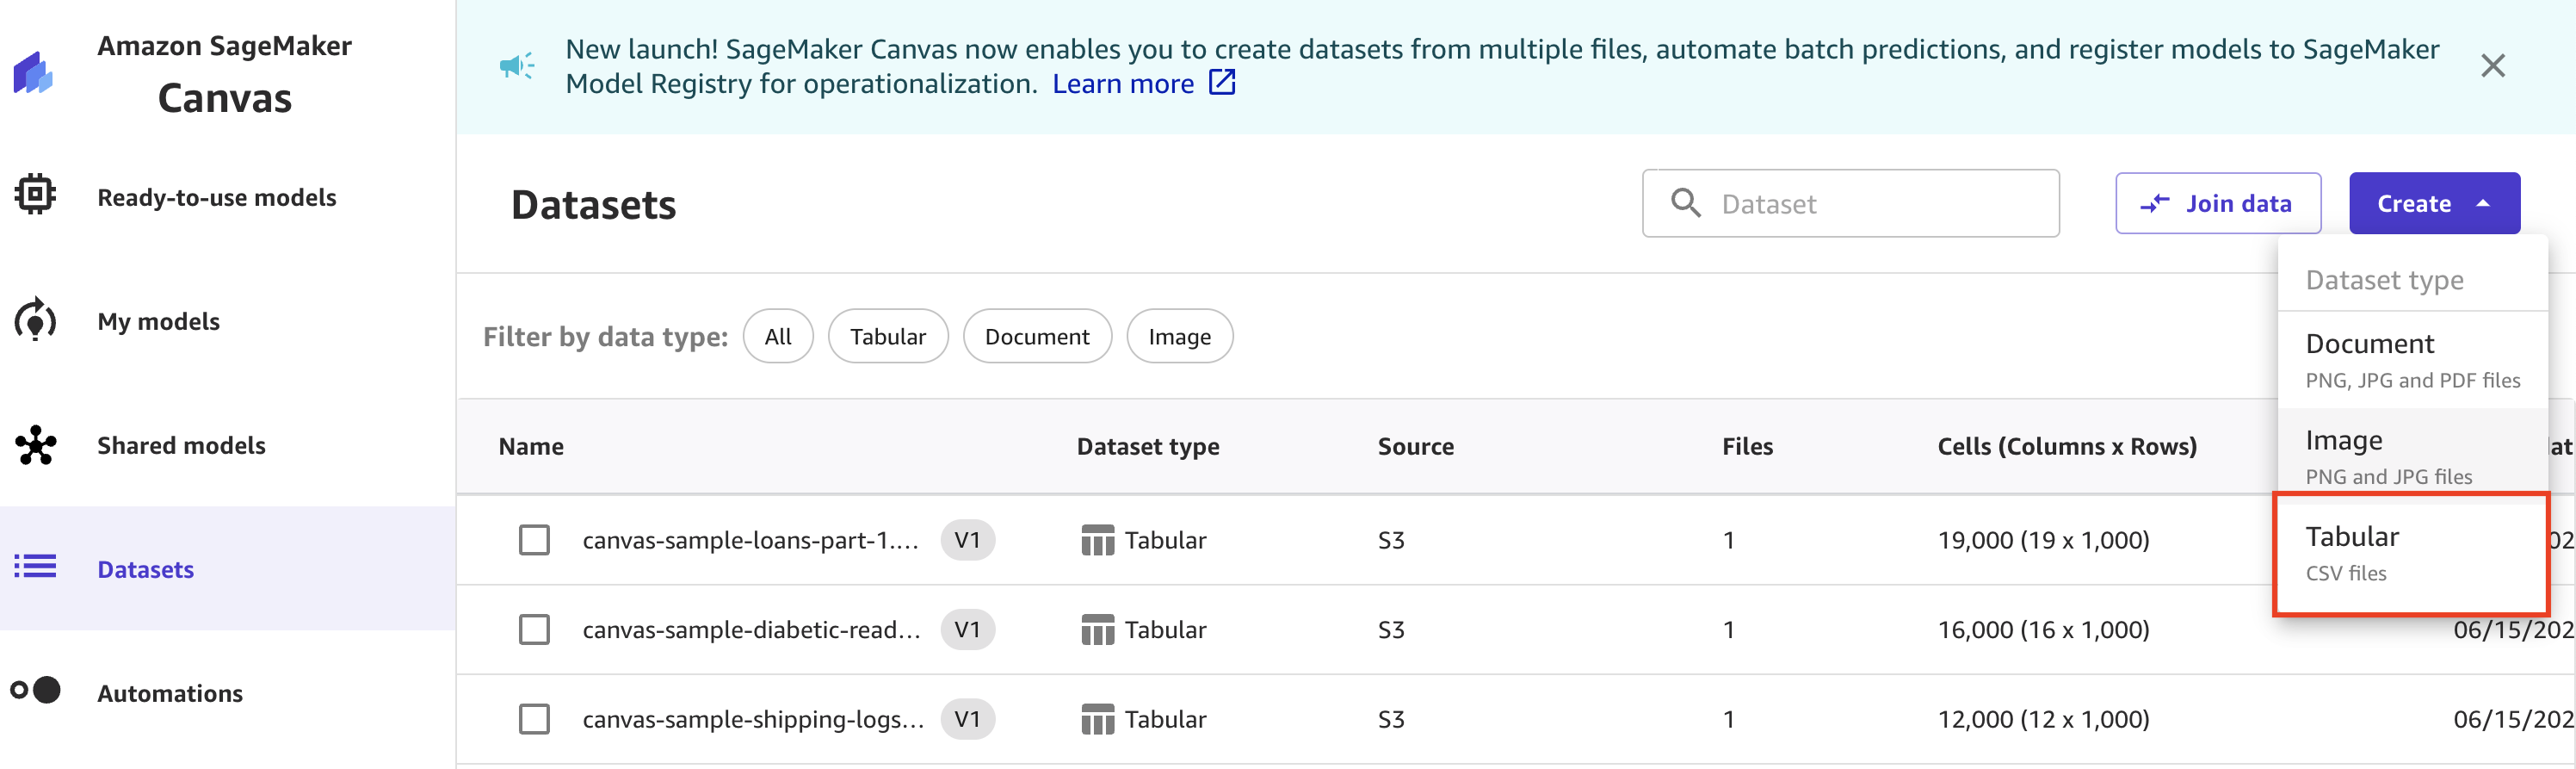 Amazon SageMaker
Canvas
Ready-to-use models
My models
Shared models
Datasets
Automations
New launch! SageMaker Canvas now enables you to create datasets from multiple files, automate batch predictions, and register models to SageMaker
Model Registry for operationalization. Learn more
Datasets
Dataset
Join data
Create
Dataset type
Document
PNG, JPG and PDF files
Image
PNG and JPG files
Tabular
CSV files
Filter by data type: All Tabular Document Image
Name Dataset type Source Files Cells (Columns x Rows)
canvas-sample-loans-part-1.... V1 Tabular S3 1 19,000 (19 x 1,000)
canvas-sample-diabetic-read... V1 Tabular S3 1 16,000 (16 x 1,000) 06/15/202
canvas-sample-shipping-logs... V1 Tabular S3 1 12,000 (12 x 1,000) 06/15/202